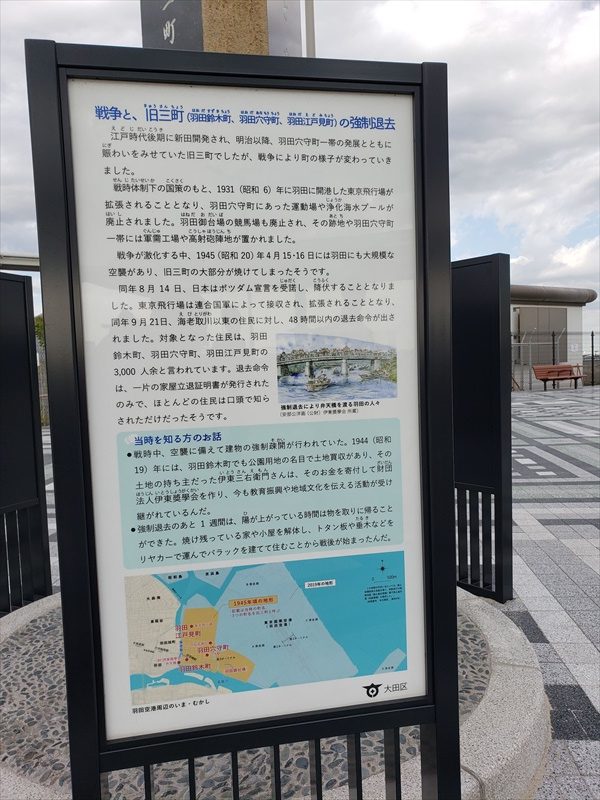 町
戦争と、旧三町（羽田鈴木町、羽田穴守町、羽田江戸見町）の強制退去
江戸時代後期に新田開発され、明治以降、羽田穴守町一帯の発展とともに
賑わいをみせていた旧三町でしたが、戦争により町の様子が変わっていき
ました。
戦時体制下の国策のもと、1931（昭和 6）年に羽田に開港した東京飛行場が
拡張されることとなり、羽田穴守町にあった運動場や浄化海水プールが
廃止されました。羽田御台場の競馬場も廃止され、その跡地や羽田穴守町
一帯には軍需工場や高射砲陣地が置かれました。
戦争が激化する中、1945（昭和 20）年 4 月 15・16 日には羽田にも大規模な
空襲があり、旧三町の大部分が焼けてしまったそうです。
同年 8 月 14 日、日本はポツダム宣言を受諾し、降伏することとなりま
した。東京飛行場は連合国軍によって接収され、拡張されることとなり、
同年 9 月 21 日、海老取川以東の住民に対し、48 時間以内の退去命令が出さ
れました。対象となった住民は、羽田
鈴木町、羽田穴守町、羽田江戸見町の
3,000 人余と言われています。退去命令
は、一片の家屋立退証明書が発行された
のみで、ほとんどの住民は口頭で知ら
されただけだったそうです。
強制退去により弁天橋を渡る羽田の人々
当時を知る方のお話
●戦時中、空襲に備えて建物の強制疎開が行われていた。1944（昭和
19）年には、羽田鈴木町でも公園用地の名目で土地買収があり、その
土地の持ち主だった伊東三右衛門さんは、そのお金を寄付して財団
法人伊東奨学会を作り、今も教育振興や地域文化を伝える活動が受け
継がれているんだ。
●強制退去のあと 1 週間は、陽が上がっている時間は物を取りに帰ること
ができた。焼け残っている家や小屋を解体し、トタン板や垂木などを
リヤカーで運んでバラックを建てて住むことから戦後が始まったんだ。
2019年の地形
1945年頃の地形
羽田
江戸見町
羽田穴守町
羽田鈴木町
大田区
羽田空港周辺のいま・むかし